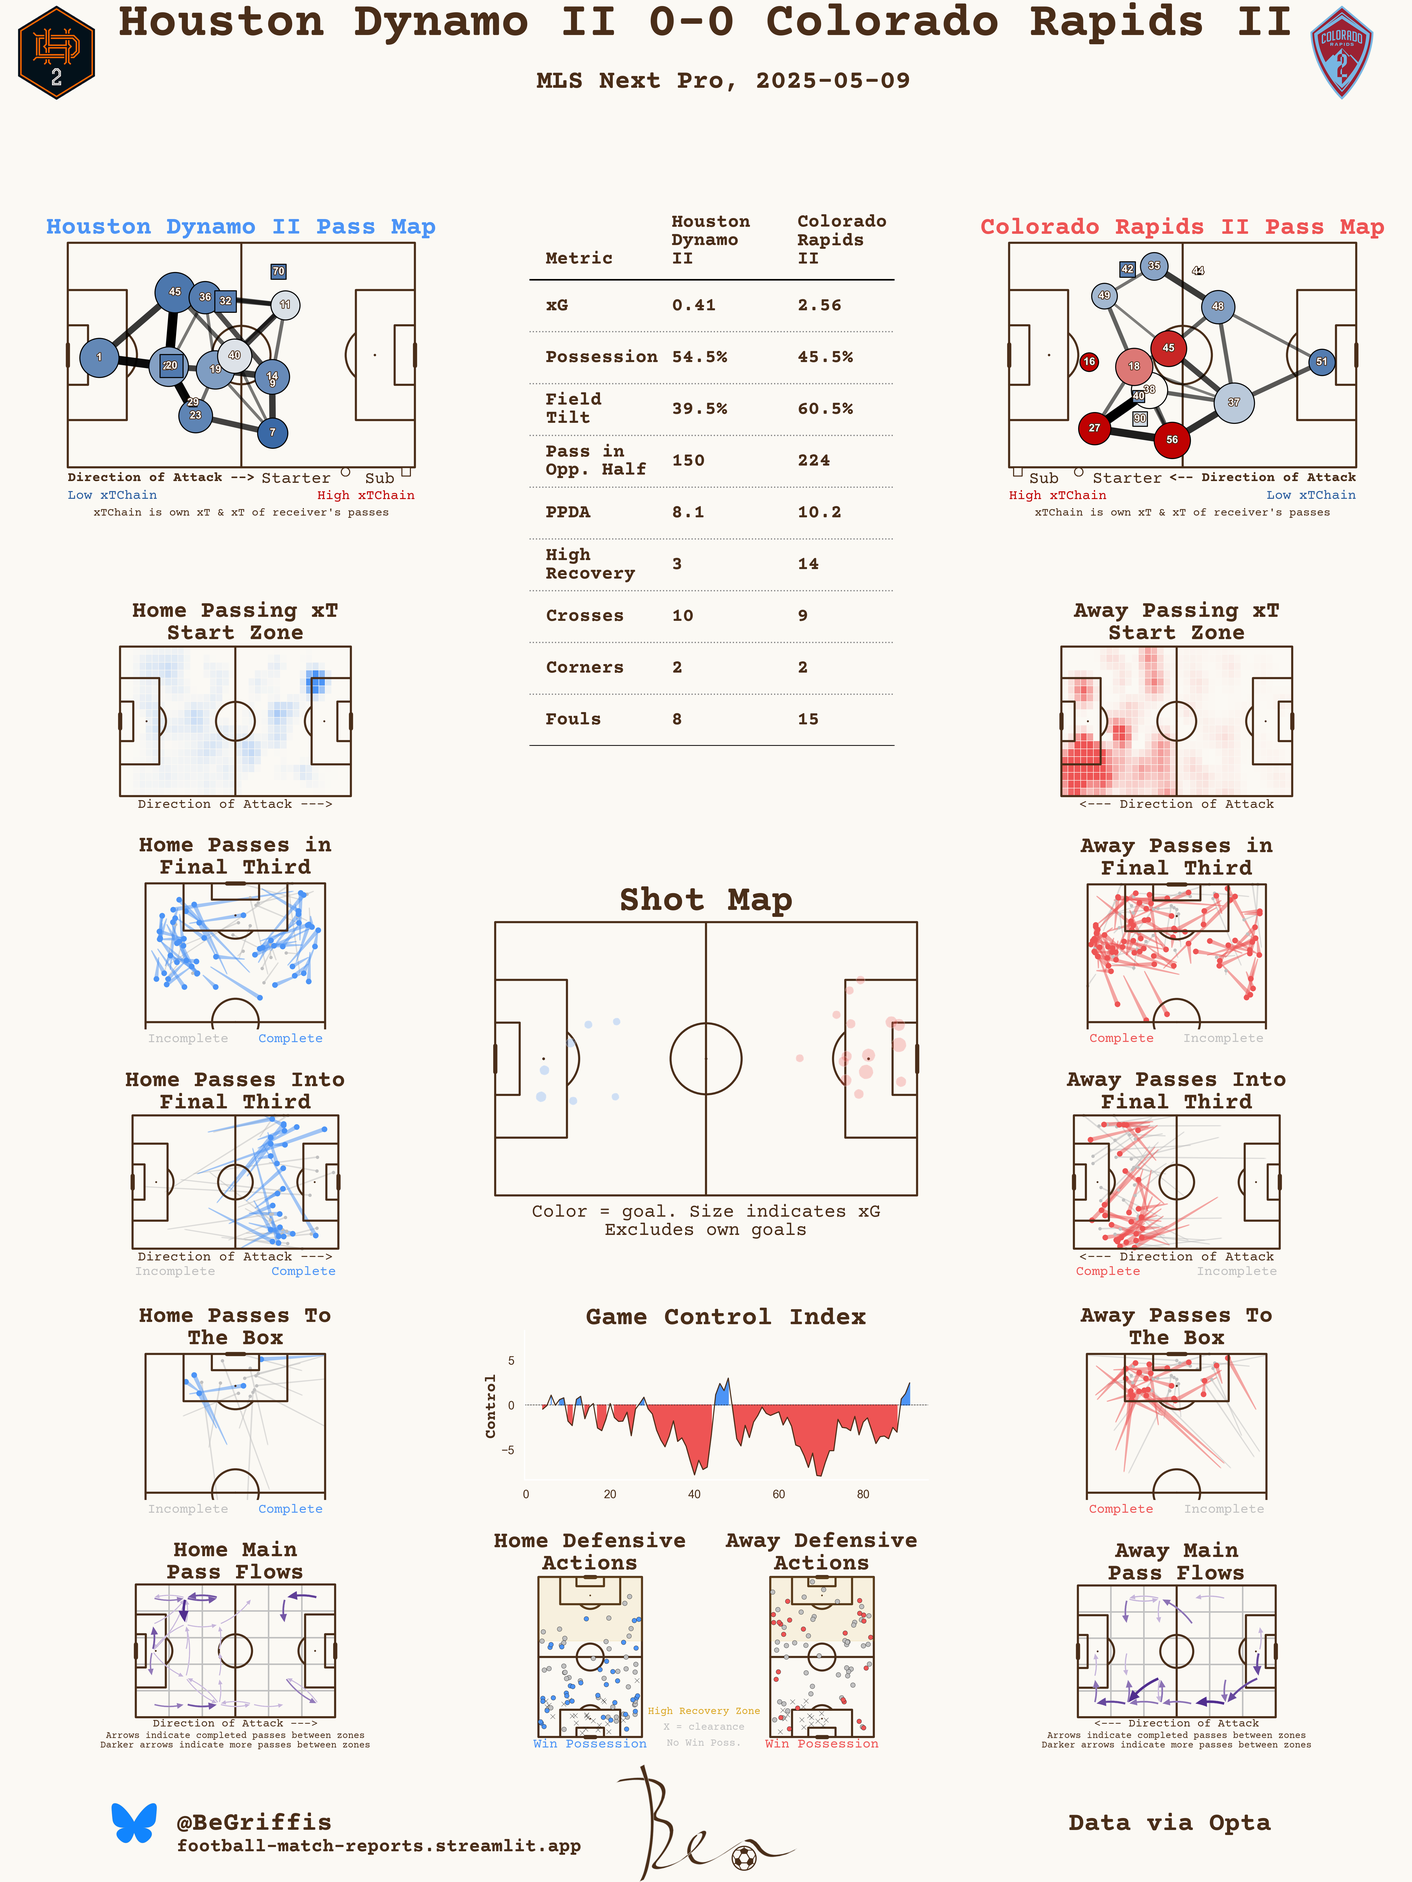 Houston Dynamo II 0-0 Colorado Rapids II
MLS Next Pro, 2025-05-09
2
COLORADO
RAPIDS
2
Houston Dynamo II Pass Map
45
36
32
70
11
1
20
19
40
14
9
29
23
7
Direction of Attack --> Starter Sub
Low xTChain High xTChain
xTChain is own xT & xT of receiver's passes
Metric Houston Dynamo II Colorado Rapids II
xG 0.41 2.56
Possession 54.5% 45.5%
Field Tilt 39.5% 60.5%
Pass in Opp. Half 150 224
PPDA 8.1 10.2
High Recovery 3 14
Crosses 10 9
Corners 2 2
Fouls 8 15
Colorado Rapids II Pass Map
42
35
44
49
48
45
16
18
51
38
40
37
90
27
56
Sub Starter <-- Direction of Attack
High xTChain Low xTChain
xTChain is own xT & xT of receiver's passes
Home Passing xT
Start Zone
Direction of Attack --->
Away Passing xT
Start Zone
<--- Direction of Attack
Home Passes in
Final Third
Incomplete Complete
Away Passes in
Final Third
Complete Incomplete
Shot Map
Color = goal. Size indicates xG
Excludes own goals
Home Passes Into
Final Third
Direction of Attack --->
Incomplete Complete
Away Passes Into
Final Third
<--- Direction of Attack
Complete Incomplete
Home Passes To
The Box
Incomplete Complete
Game Control Index
Control
5
0
−5
0 20 40 60 80
Away Passes To
The Box
Complete Incomplete
Home Main
Pass Flows
Direction of Attack --->
Arrows indicate completed passes between zones
Darker arrows indicate more passes between zones
Home Defensive
Actions
Win Possession
High Recovery Zone
X = clearance
No Win Poss.
Away Defensive
Actions
Win Possession
Away Main
Pass Flows
<--- Direction of Attack
Arrows indicate completed passes between zones
Darker arrows indicate more passes between zones
@BeGriffis
football-match-reports.streamlit.app
Ben
Data via Opta